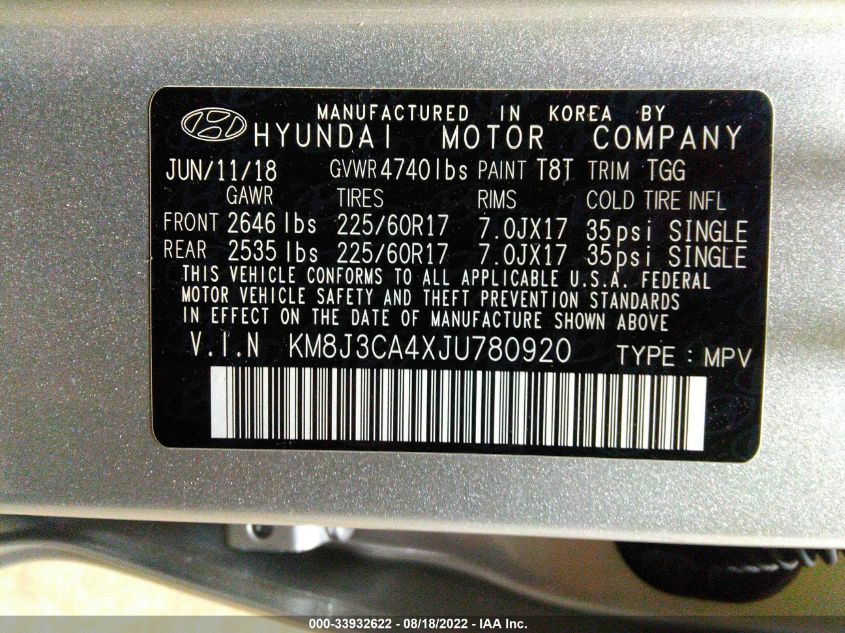 MANUFACTURED IN KOREA BY
HYUNDAI MOTOR COMPANY
JUN/11/18 GVWR 4740lbs PAINT T8T TRIM TGG
GAWR TIRES RIMS COLD TIRE INFL
FRONT 2646 lbs 225/60R17 7.0JX17 35psi SINGLE
REAR 2535 lbs 225/60R17 7.0JX17 35psi SINGLE
THIS VEHICLE CONFORMS TO ALL APPLICABLE U.S.A. FEDERAL
MOTOR VEHICLE SAFETY AND THEFT PREVENTION STANDARDS
IN EFFECT ON THE DATE OF MANUFACTURE SHOWN ABOVE
V.I.N KM8J3CA4XJU780920 TYPE : MPV
000-33932622 - 08/18/2022 - IAA Inc.